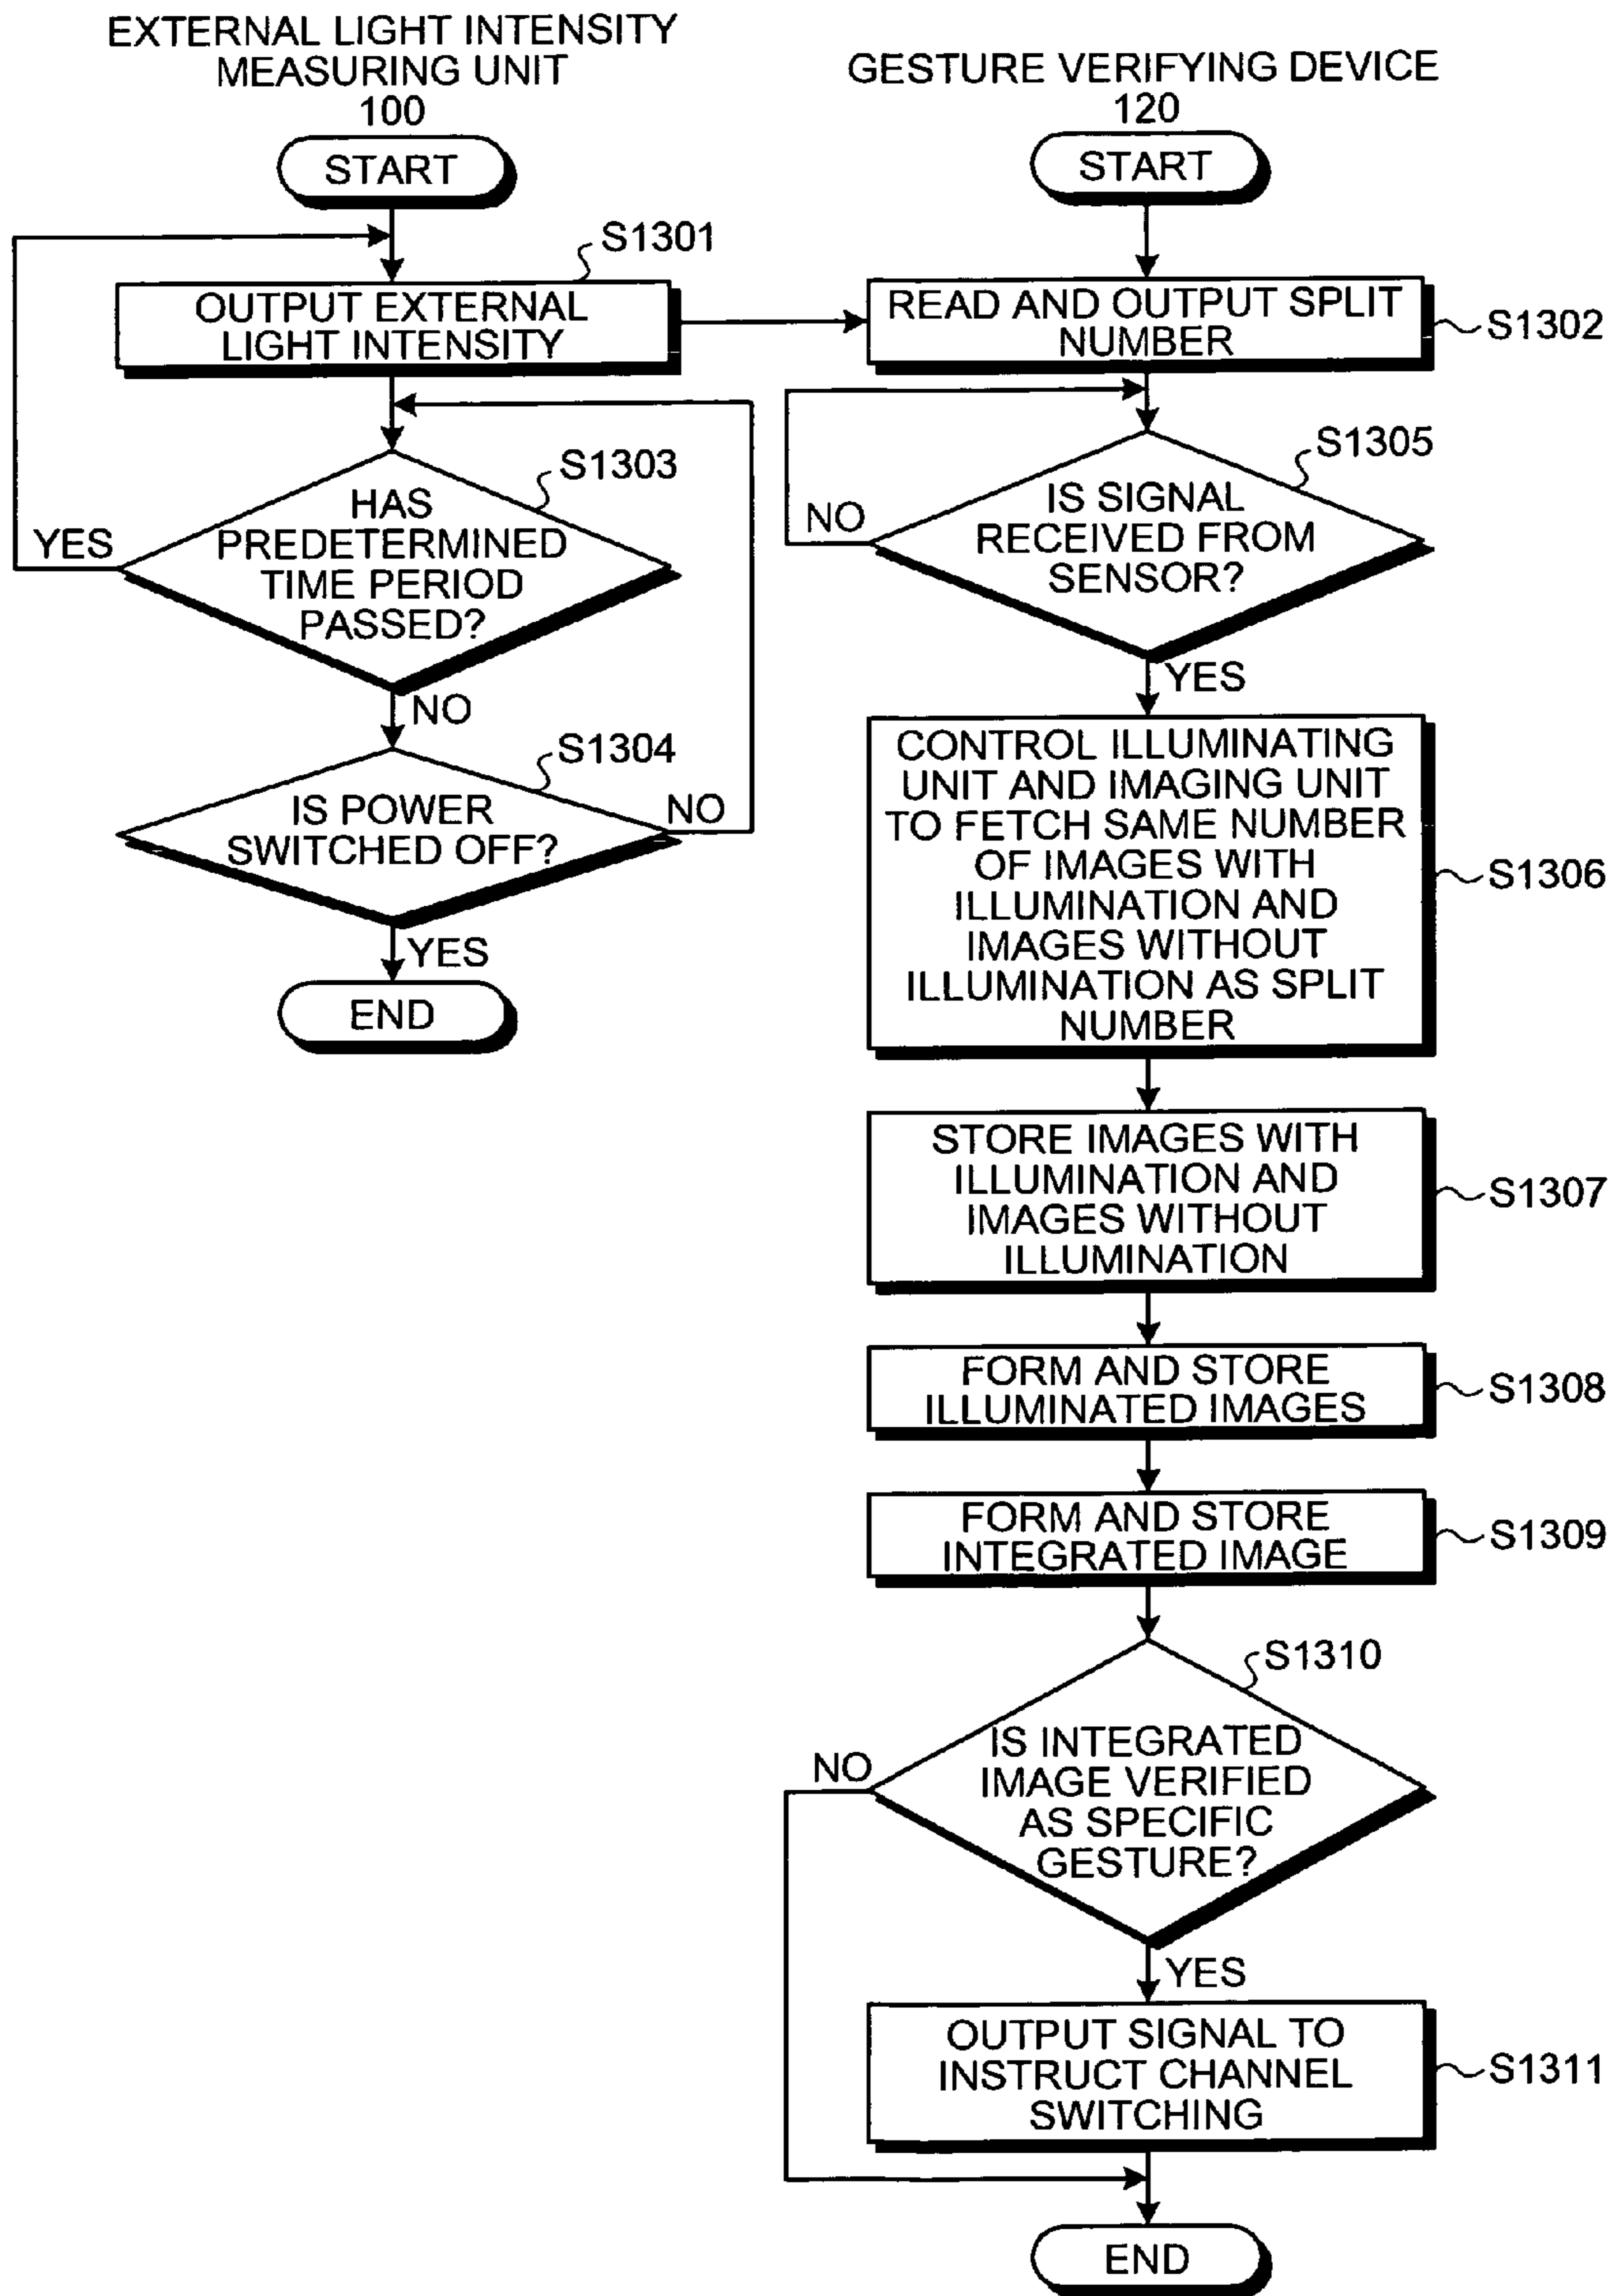 EXTERNAL LIGHT INTENSITY
MEASURING UNIT
100
START
S1301
OUTPUT EXTERNAL
LIGHT INTENSITY
S1303
HAS
PREDETERMINED
TIME PERIOD
PASSED?
YES
NO
S1304
IS POWER
SWITCHED OFF?
NO
YES
END
GESTURE VERIFYING DEVICE
120
START
READ AND OUTPUT SPLIT
NUMBER
S1302
S1305
IS SIGNAL
RECEIVED FROM
SENSOR?
NO
YES
CONTROL ILLUMINATING
UNIT AND IMAGING UNIT
TO FETCH SAME NUMBER
OF IMAGES WITH
ILLUMINATION AND
IMAGES WITHOUT
ILLUMINATION AS SPLIT
NUMBER
S1306
STORE IMAGES WITH
ILLUMINATION AND
IMAGES WITHOUT
ILLUMINATION
S1307
FORM AND STORE
ILLUMINATED IMAGES
S1308
FORM AND STORE
INTEGRATED IMAGE
S1309
S1310
IS INTEGRATED
IMAGE VERIFIED
AS SPECIFIC
GESTURE?
NO
YES
OUTPUT SIGNAL TO
INSTRUCT CHANNEL
SWITCHING
S1311
END